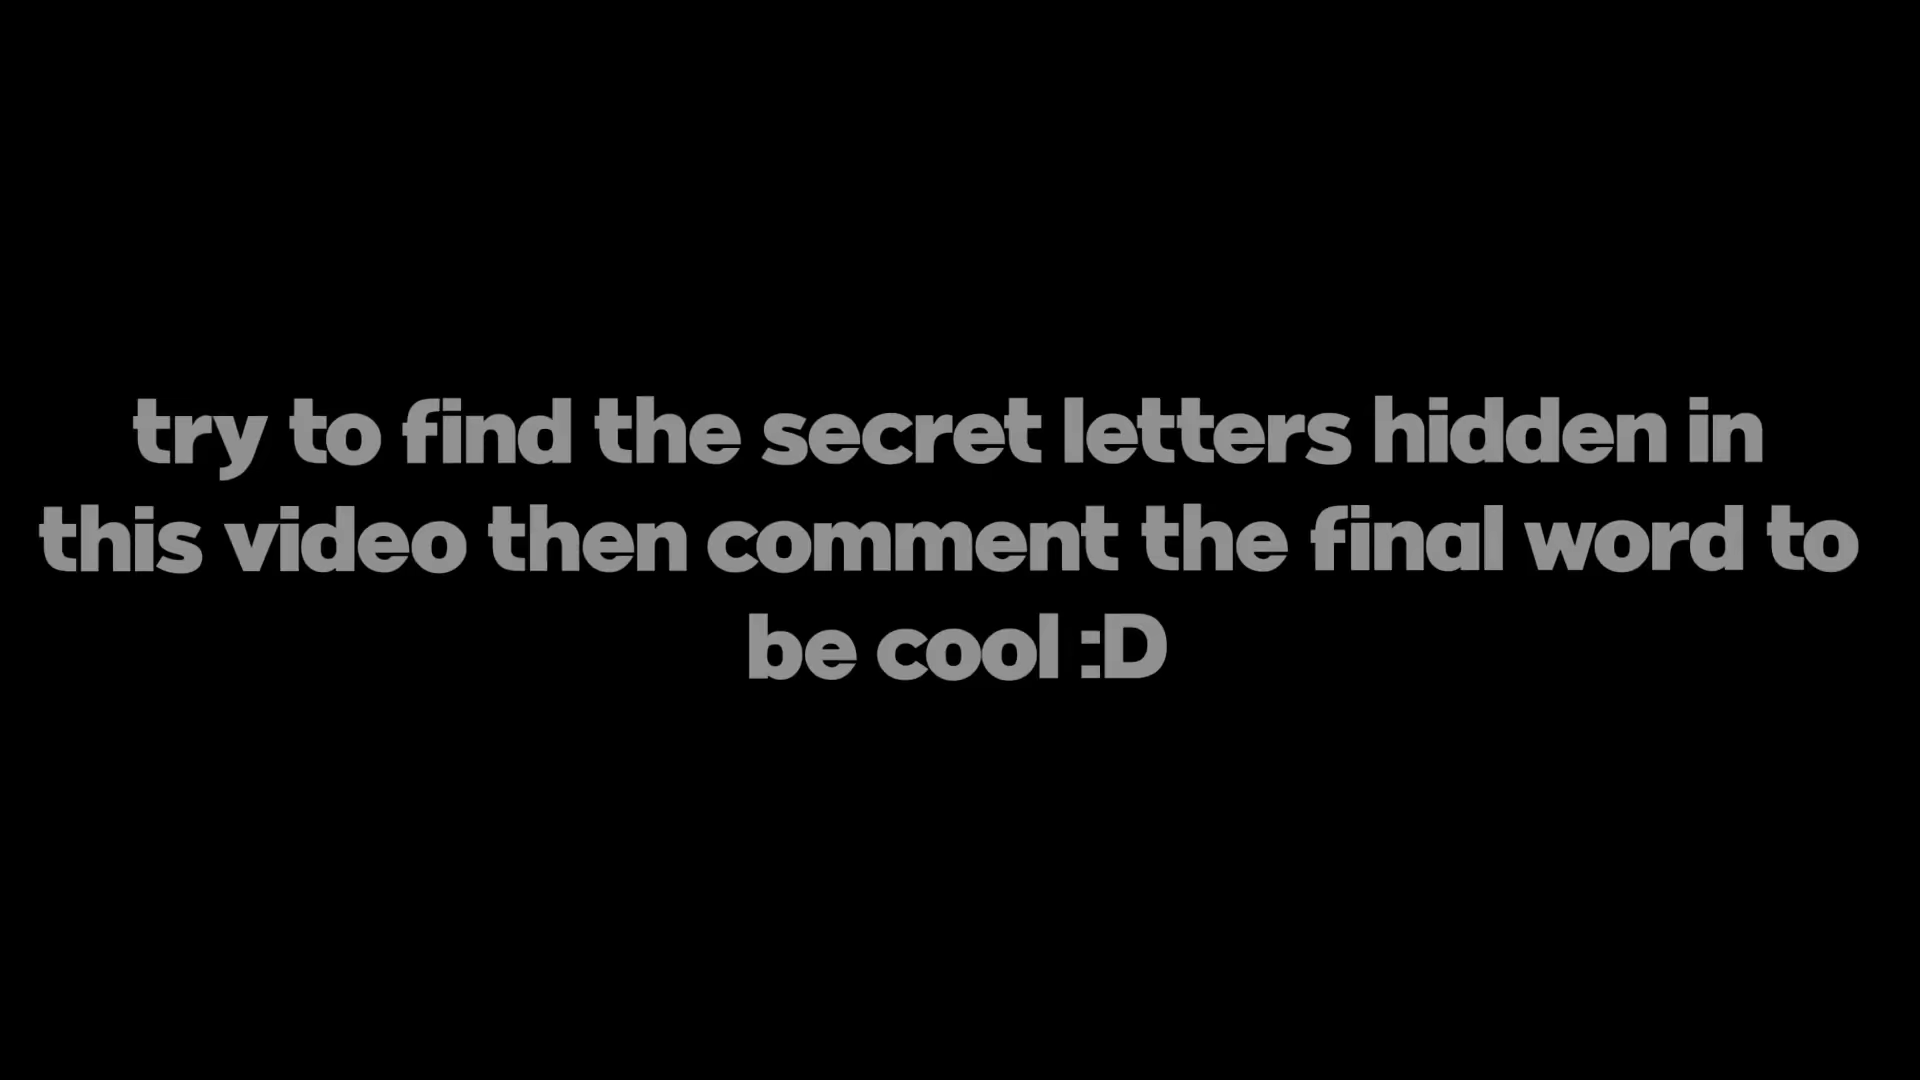 try to find the secret letters hidden in
this video then comment the final word to
be cool :D